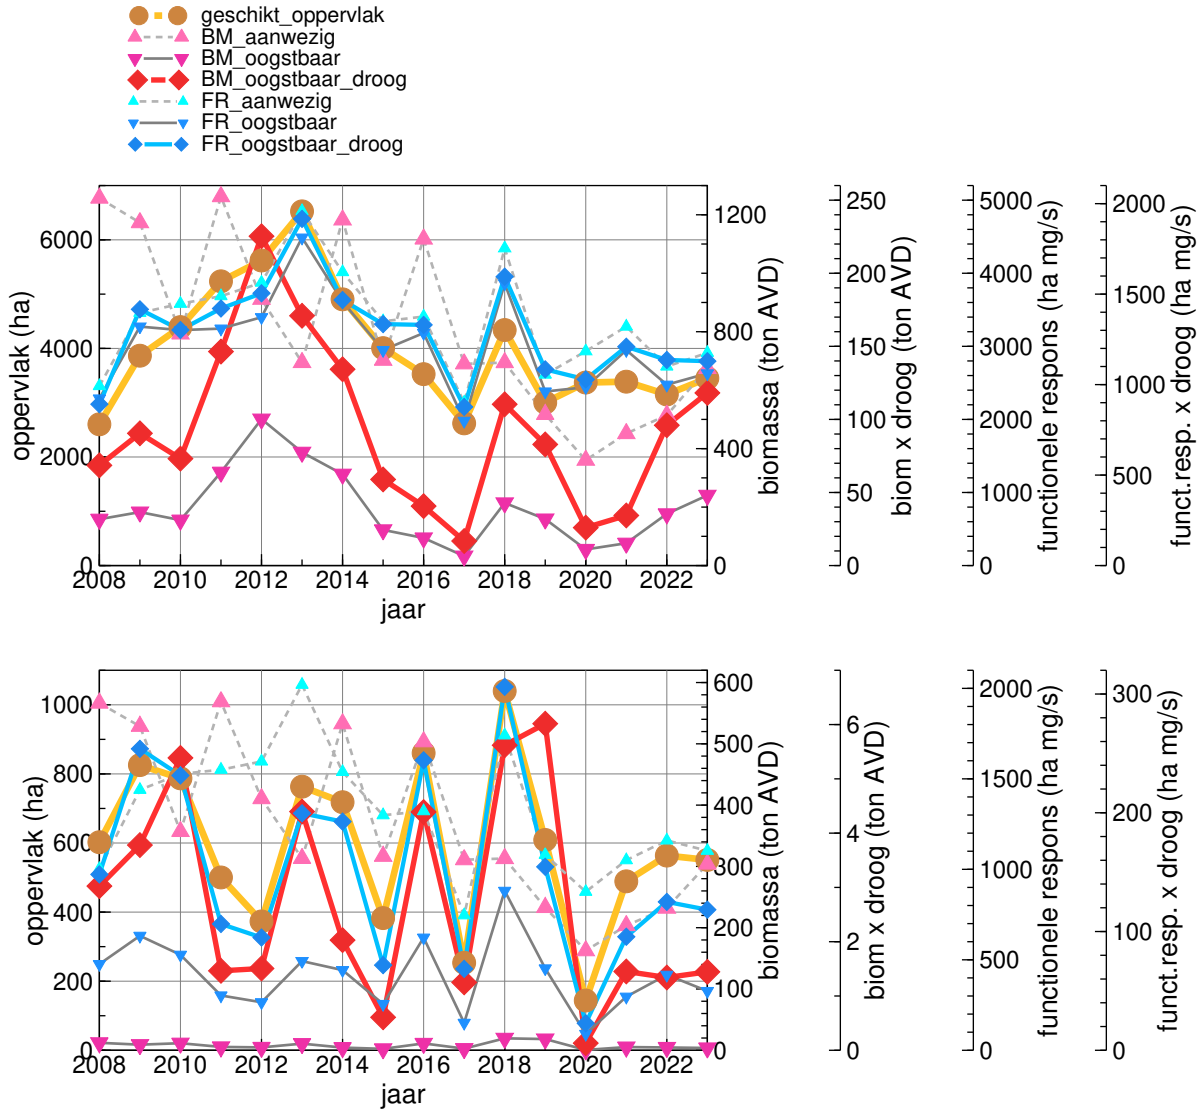 geschikt_oppervlak
BM_aanwezig
BM_oogstbaar
BM_oogstbaar_droog
FR_aanwezig
FR_oogstbaar
FR_oogstbaar_droog
oppervlak (ha)
0
2000
4000
6000
2008 2010 2012 2014 2016 2018 2020 2022
jaar
biomassa (ton AVD)
0
400
800
1200
biom x droog (ton AVD)
0
50
100
150
200
250
functionele respons (ha mg/s)
0
1000
2000
3000
4000
5000
funct.resp. x droog (ha mg/s)
0
500
1000
1500
2000
oppervlak (ha)
0
200
400
600
800
1000
2008 2010 2012 2014 2016 2018 2020 2022
jaar
biomassa (ton AVD)
0
100
200
300
400
500
600
biom x droog (ton AVD)
0
2
4
6
functionele respons (ha mg/s)
0
500
1000
1500
2000
funct.resp. x droog (ha mg/s)
0
100
200
300